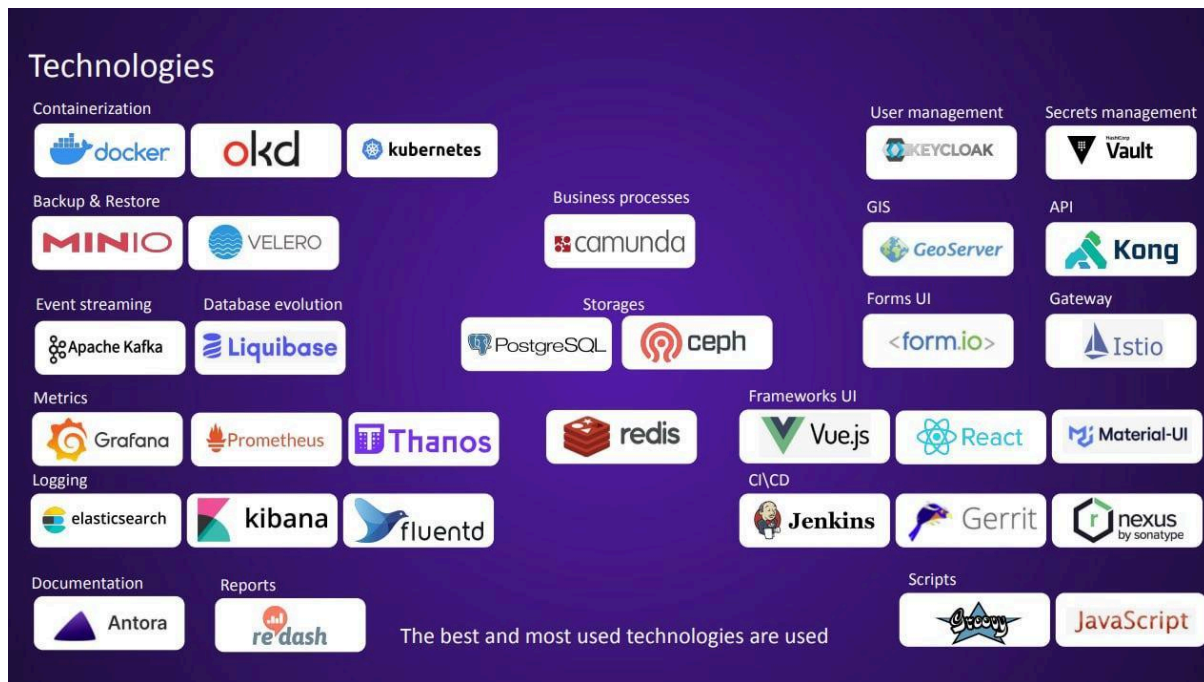 Technologies
Containerization
User management
Secrets management
docker
okd
kubernetes
KEYCLOAK
HashiCorp
Vault
Backup & Restore
Business processes
GIS
API
MINIO
VELERO
camunda
GeoServer
Kong
Event streaming
Database evolution
Storages
Forms UI
Gateway
Apache Kafka
Liquibase
PostgreSQL
ceph
<form.io>
Istio
Metrics
Frameworks UI
Grafana
Prometheus
Thanos
redis
Vue.js
React
Material-UI
Logging
CI\CD
elasticsearch
kibana
fluentd
Jenkins
Gerrit
r
nexus
by sonatype
Documentation
Reports
Scripts
Antora
re:dash
Groovy
JavaScript
The best and most used technologies are used